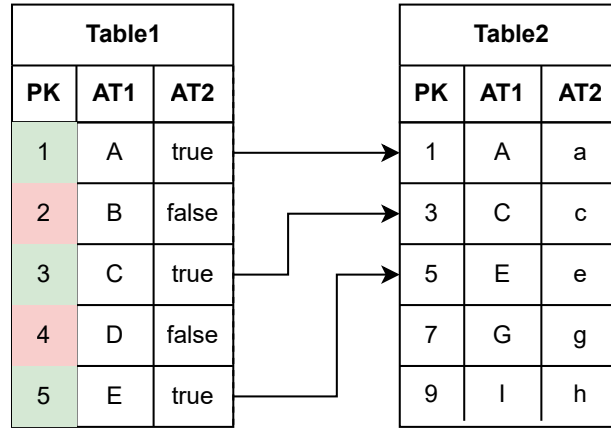 Table1 Table2
PK AT1 AT2 PK AT1 AT2
1 A true 1 A a
2 B false 3 C c
3 C true 5 E e
4 D false 7 G g
5 E true 9 I h